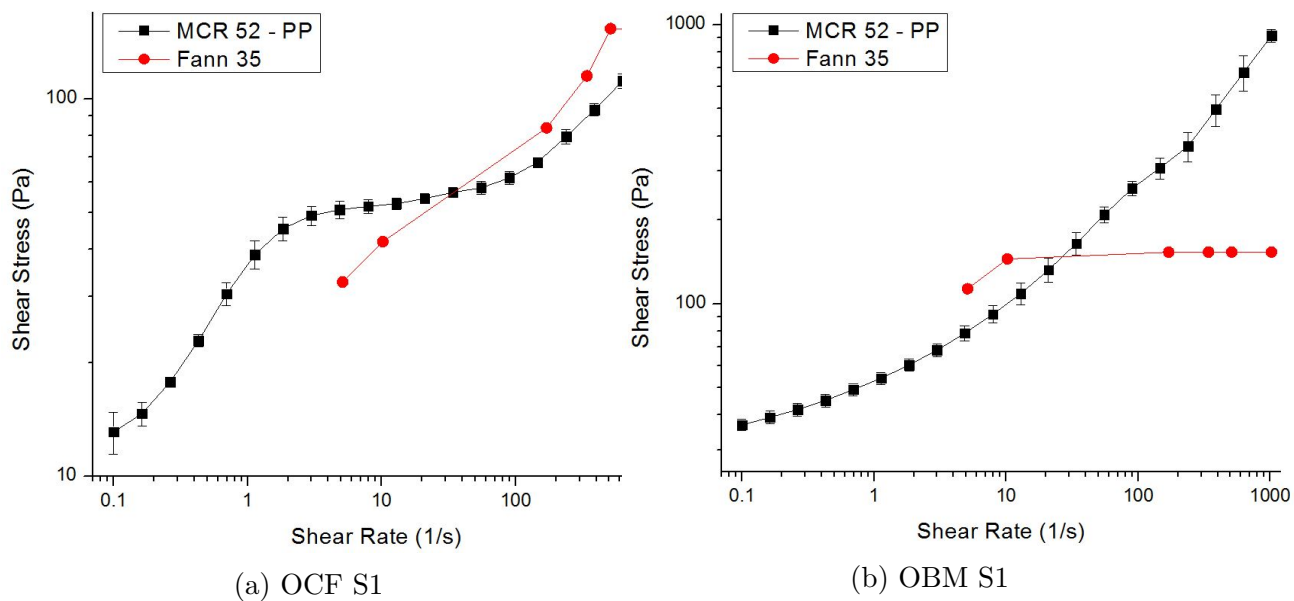 MCR 52 - PP
Fann 35
100
10
Shear Stress (Pa)
0.1 1 10 100
Shear Rate (1/s)
(a) OCF S1
1000
MCR 52 - PP
Fann 35
100
Shear Stress (Pa)
0.1 1 10 100 1000
Shear Rate (1/s)
(b) OBM S1